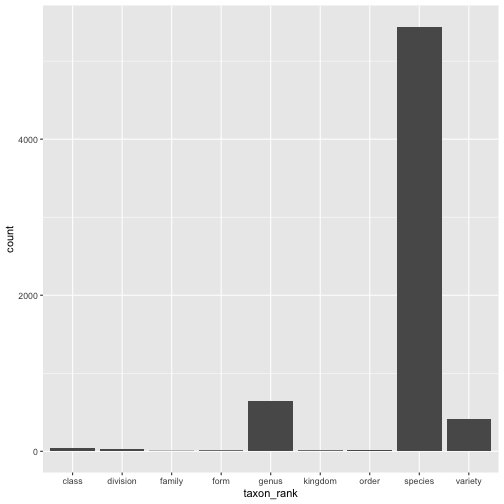 4000
2000
0
count
class division family form genus kingdom order species variety
taxon_rank